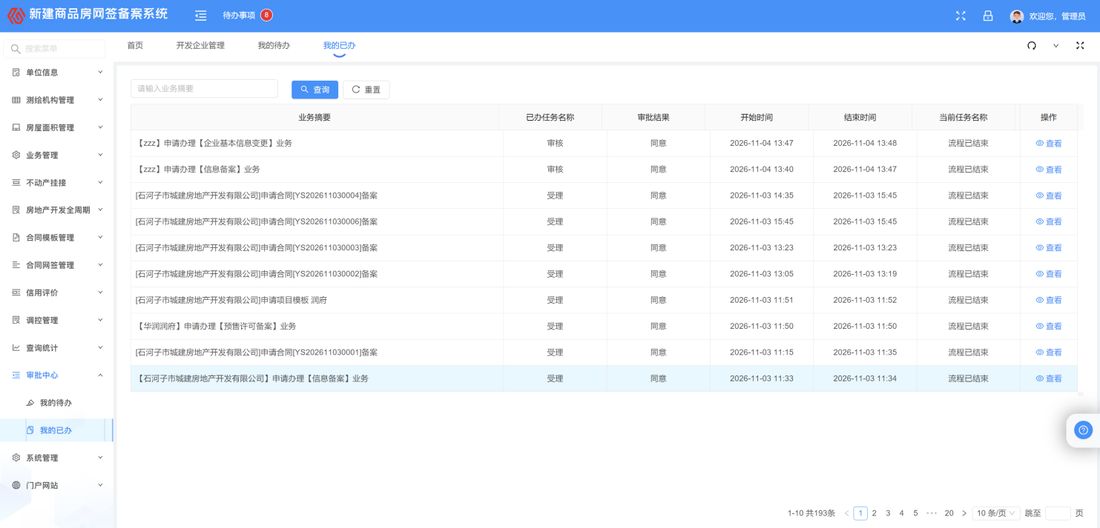 新建商品房网签备案系统
待办事项 8
欢迎您，管理员
搜索菜单
首页 开发企业管理 我的待办 我的已办
单位信息
测绘机构管理
房屋面积管理
业务管理
不动产挂接
房地产开发全周期
合同模板管理
合同网签管理
信用评价
调控管理
查询统计
审批中心
我的待办
我的已办
系统管理
门户网站
请输入业务摘要 查询 重置
业务摘要 已办任务名称 审批结果 开始时间 结束时间 当前任务名称 操作
【zzz】申请办理【企业基本信息变更】业务 审核 同意 2026-11-04 13:47 2026-11-04 13:48 流程已结束 查看
【zzz】申请办理【信息备案】业务 审核 同意 2026-11-04 13:40 2026-11-04 13:47 流程已结束 查看
[石河子市城建房地产开发有限公司]申请合同[YS202611030004]备案 受理 同意 2026-11-03 14:35 2026-11-03 15:45 流程已结束 查看
[石河子市城建房地产开发有限公司]申请合同[YS202611030006]备案 受理 同意 2026-11-03 15:45 2026-11-03 15:45 流程已结束 查看
[石河子市城建房地产开发有限公司]申请合同[YS202611030003]备案 受理 同意 2026-11-03 13:23 2026-11-03 13:23 流程已结束 查看
[石河子市城建房地产开发有限公司]申请合同[YS202611030002]备案 受理 同意 2026-11-03 13:05 2026-11-03 13:19 流程已结束 查看
[石河子市城建房地产开发有限公司]申请项目模板 润府 受理 同意 2026-11-03 11:51 2026-11-03 11:52 流程已结束 查看
【华润润府】申请办理【预售许可备案】业务 受理 同意 2026-11-03 11:50 2026-11-03 11:50 流程已结束 查看
[石河子市城建房地产开发有限公司]申请合同[YS202611030001]备案 受理 同意 2026-11-03 11:15 2026-11-03 11:35 流程已结束 查看
【石河子市城建房地产开发有限公司】申请办理【信息备案】业务 受理 同意 2026-11-03 11:33 2026-11-03 11:34 流程已结束 查看
1-10 共193条 1 2 3 4 5 ••• 20 10 条/页 跳至 页